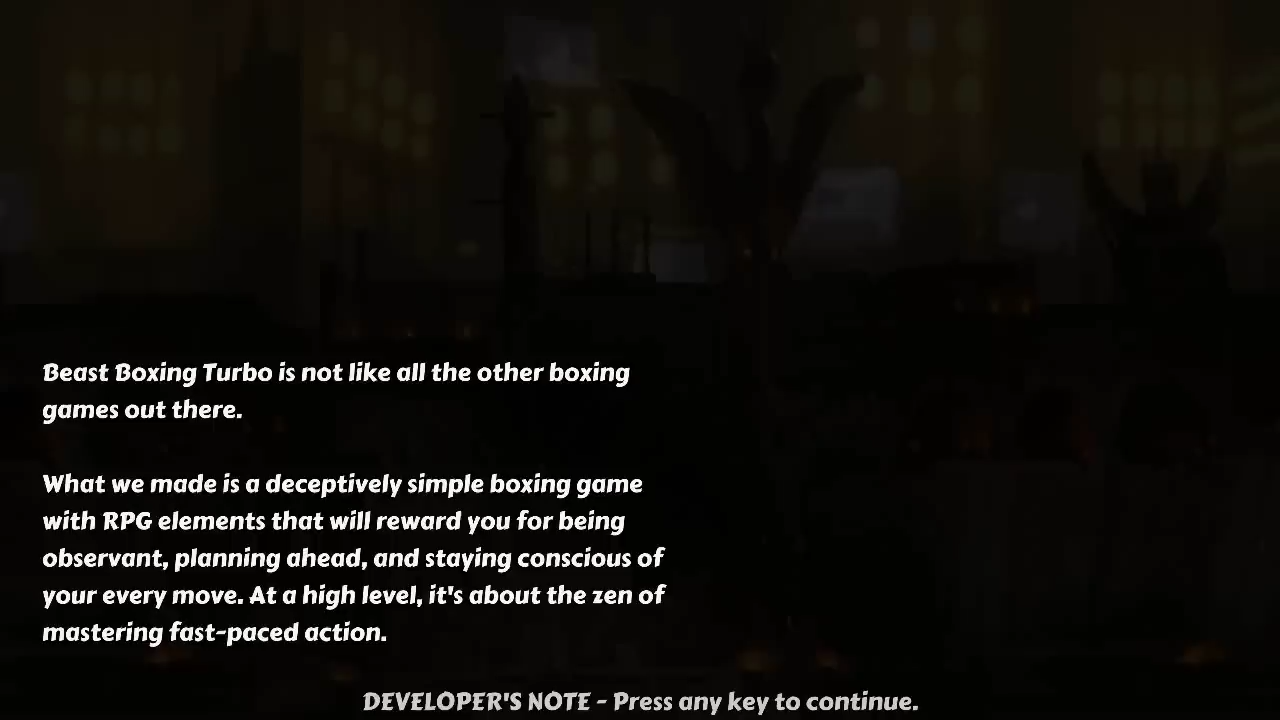 Beast Boxing Turbo is not like all the other boxing
games out there.
What we made is a deceptively simple boxing game
with RPG elements that will reward you for being
observant, planning ahead, and staying conscious of
your every move. At a high level, it's about the zen of
mastering fast-paced action.
DEVELOPER'S NOTE - Press any key to continue.